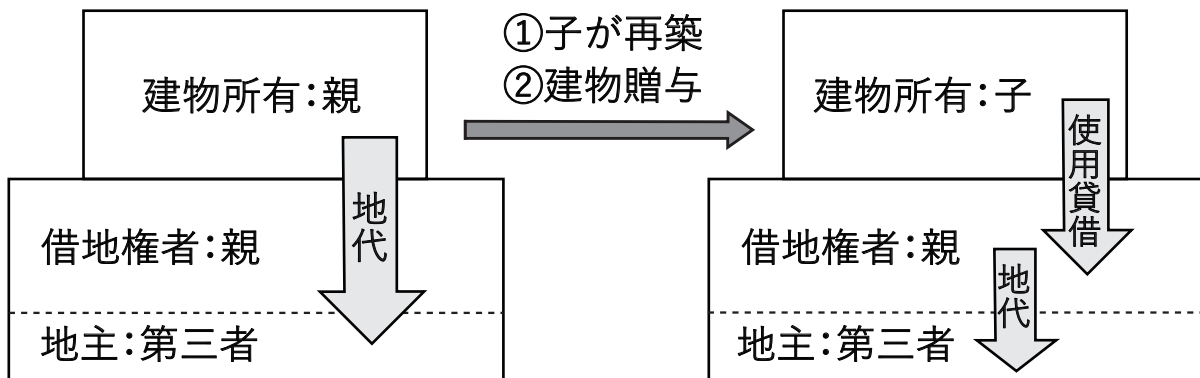 建物所有：親
地代
借地権者：親
地主：第三者
①子が再築
②建物贈与
建物所有：子
使用貸借
借地権者：親
地代
地主：第三者